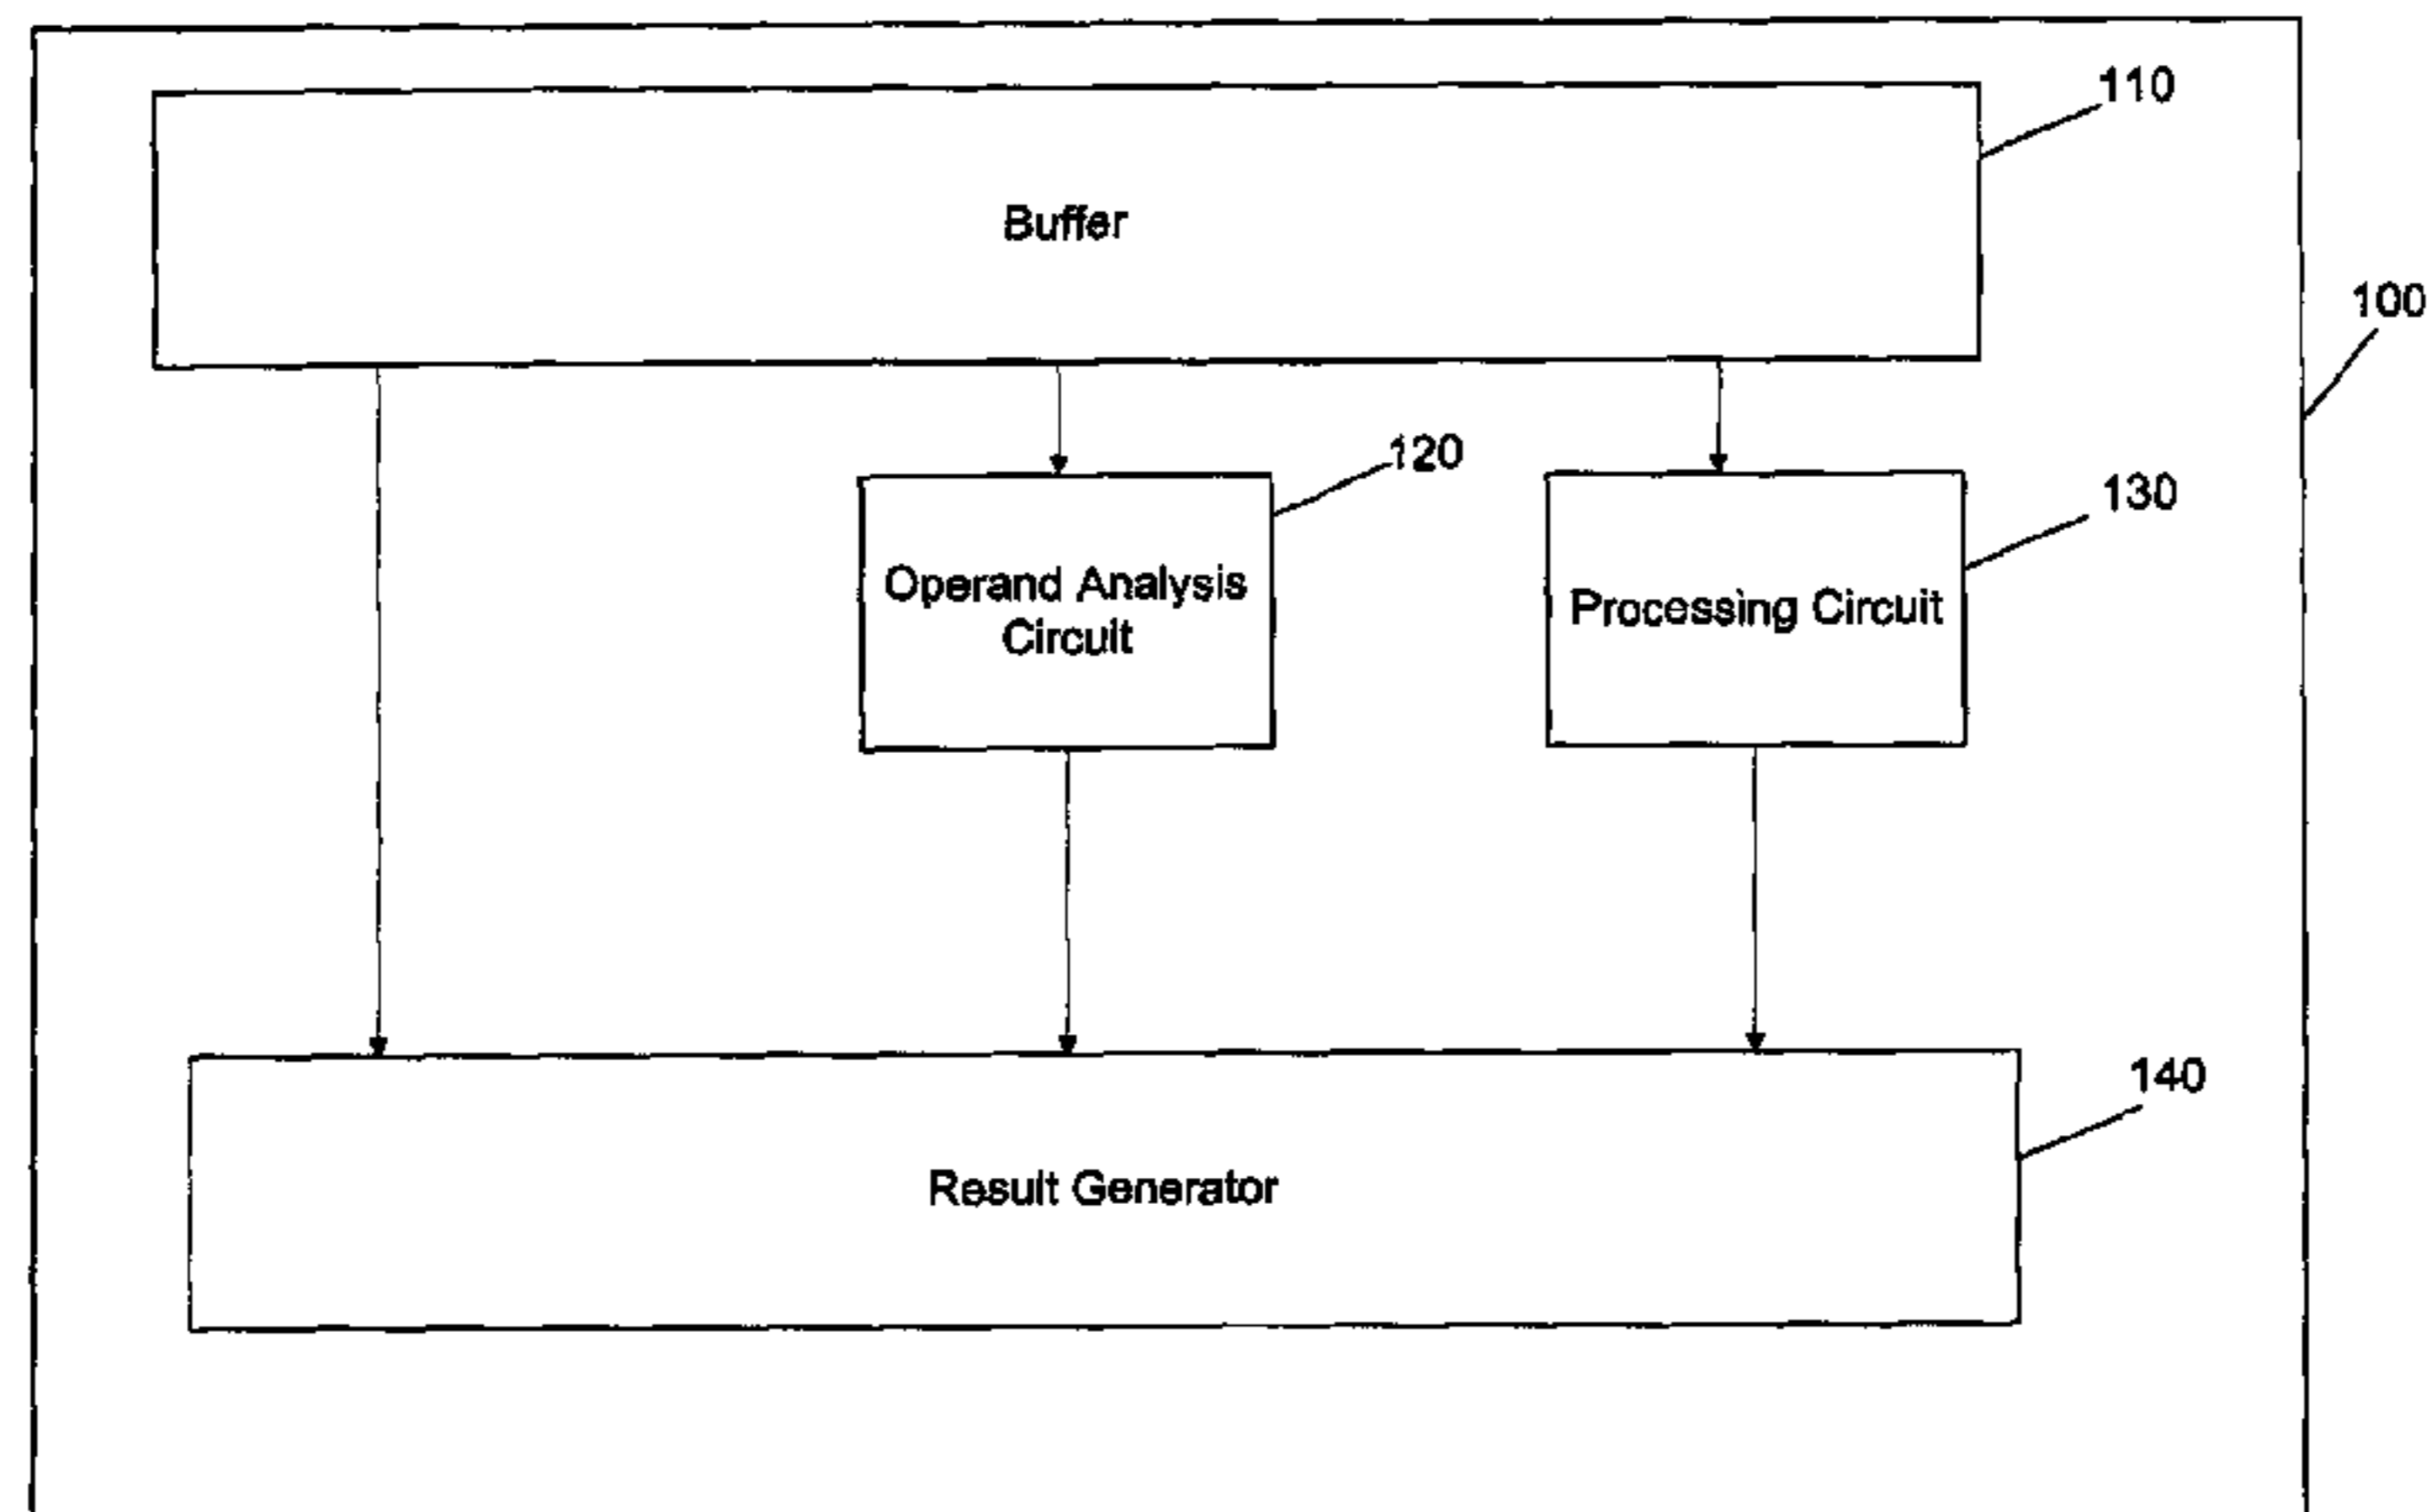 110
Buffer
100
120
130
Operand Analysis
Circuit
Processing Circuit
140
Result Generator